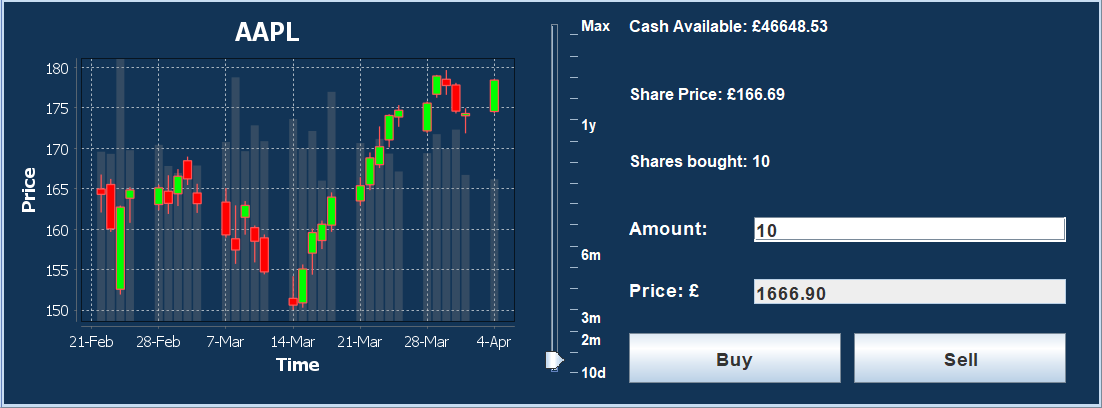 AAPL
Price
180
175
170
165
160
155
150
21-Feb 28-Feb 7-Mar 14-Mar 21-Mar 28-Mar 4-Apr
Time
Max
1y
6m
3m
2m
10d
Cash Available: £46648.53
Share Price: £166.69
Shares bought: 10
Amount: 10
Price: £ 1666.90
Buy Sell